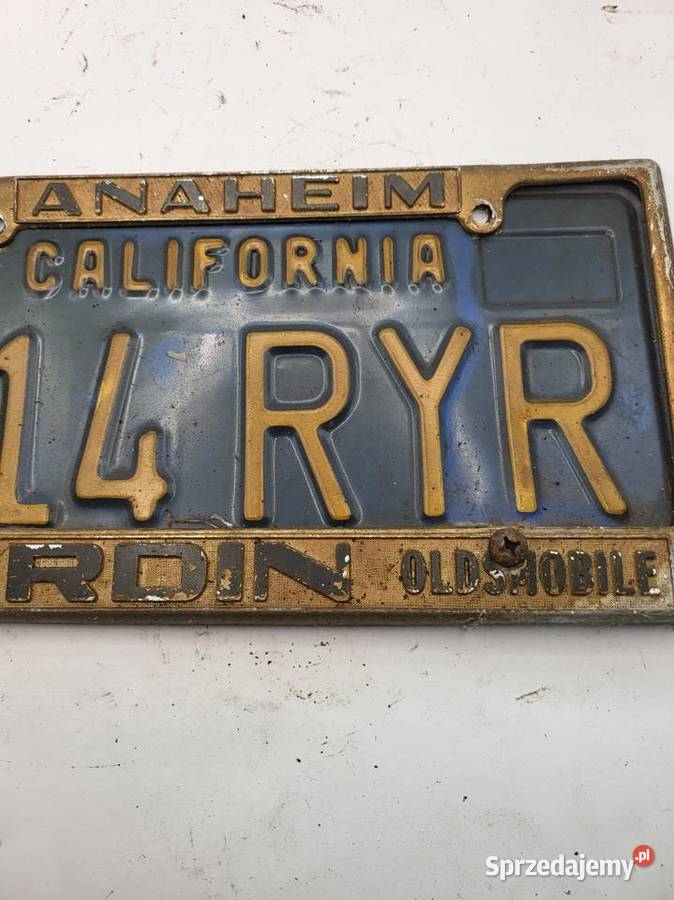 ANAHEIM
CALIFORNIA
14 RYR
RDIN OLDSMOBILE
Sprzedajemy.pl